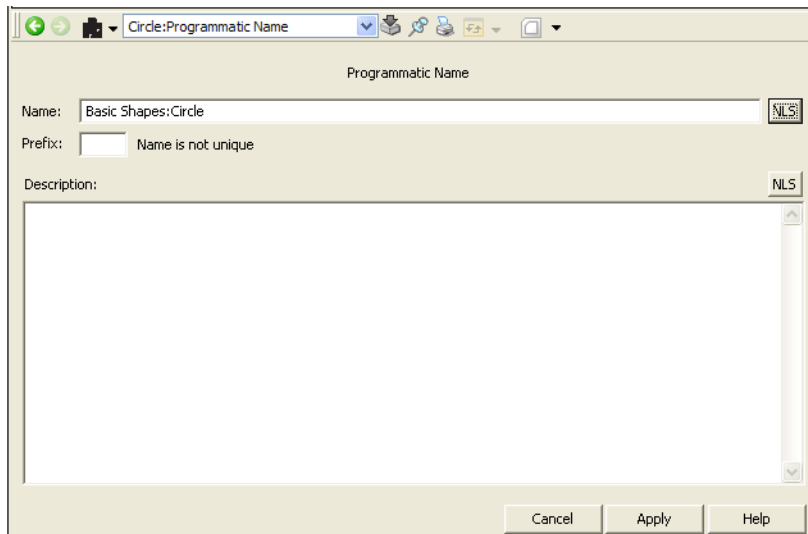 Circle:Programmatic Name
Programmatic Name
Name: Basic Shapes:Circle NLS
Prefix: Name is not unique
Description: NLS
Cancel Apply Help